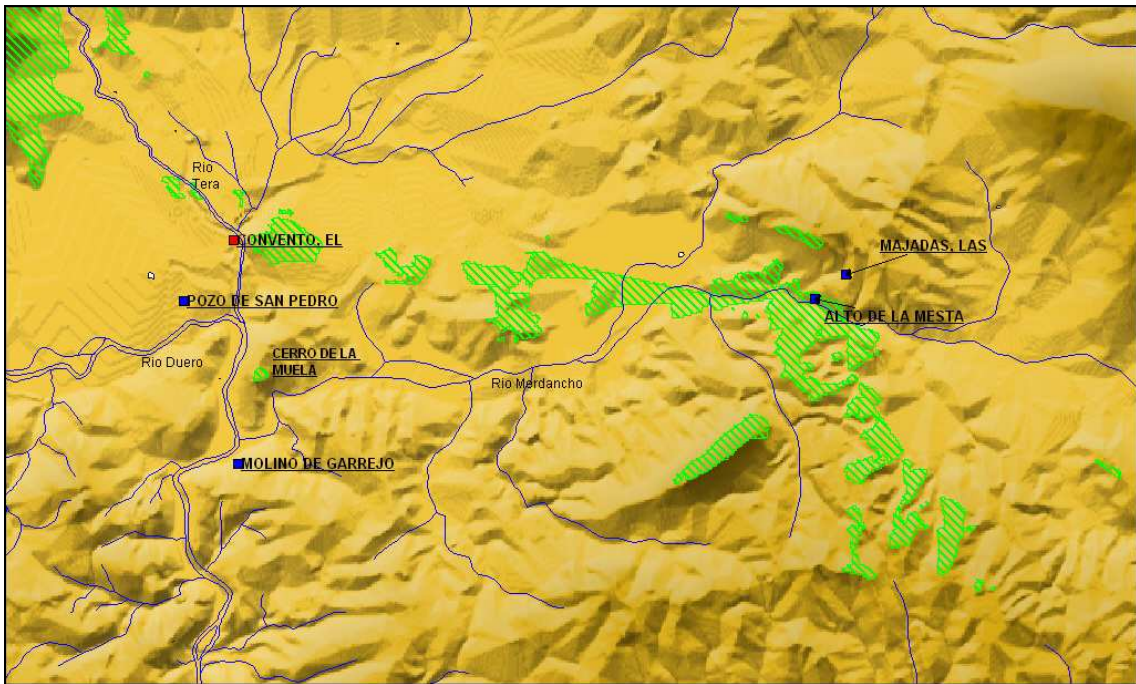 Rio
Tera
CONVENTO, EL
MAJADAS, LAS
POZO DE SAN PEDRO
ALTO DE LA MESTA
Rio Duero
CERRO DE LA
MUELA
Rio Merdancho
MOLINO DE GARREJO